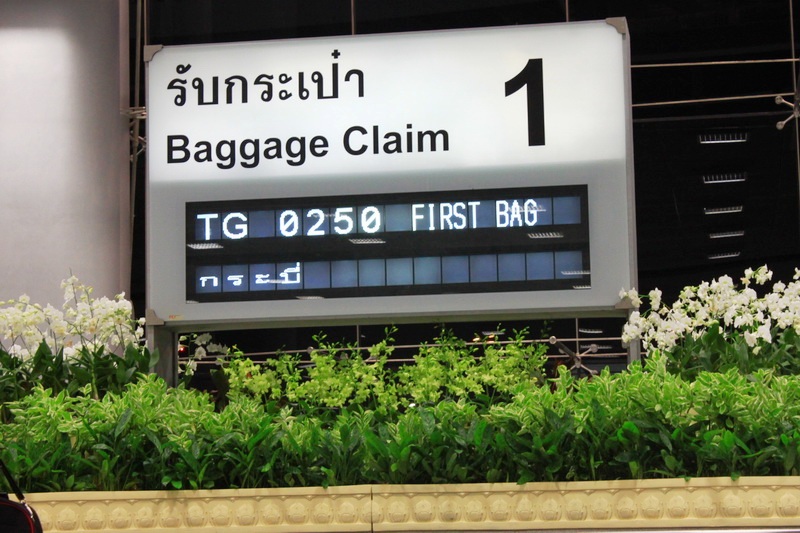 รับกระเป๋า
Baggage Claim
1
TG 0250 FIRST BAG
กระบี่